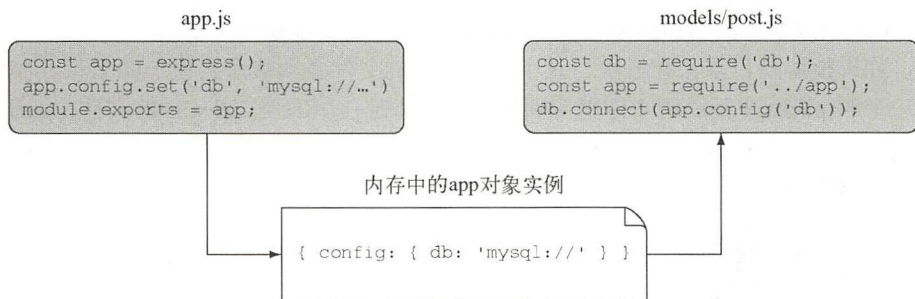 app.js
const app = express();
app.config.set('db', 'mysql://…')
module.exports = app;
models/post.js
const db = require('db');
const app = require('../app');
db.connect(app.config('db'));
内存中的app对象实例
{ config: { db: 'mysql://' } }